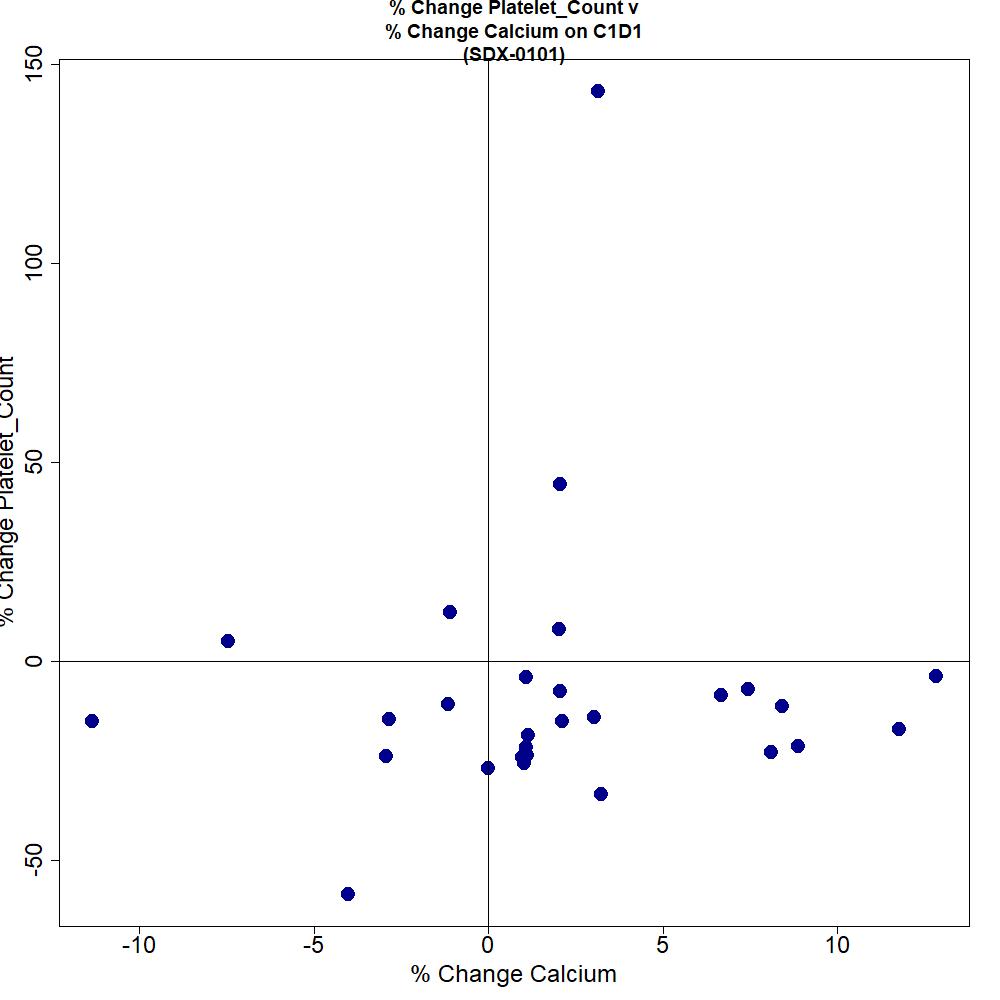 % Change Platelet_Count v
% Change Calcium on C1D1
(SDX-0101)
150
100
50
0
-50
% Change Platelet_Count
-10
-5
0
5
10
% Change Calcium